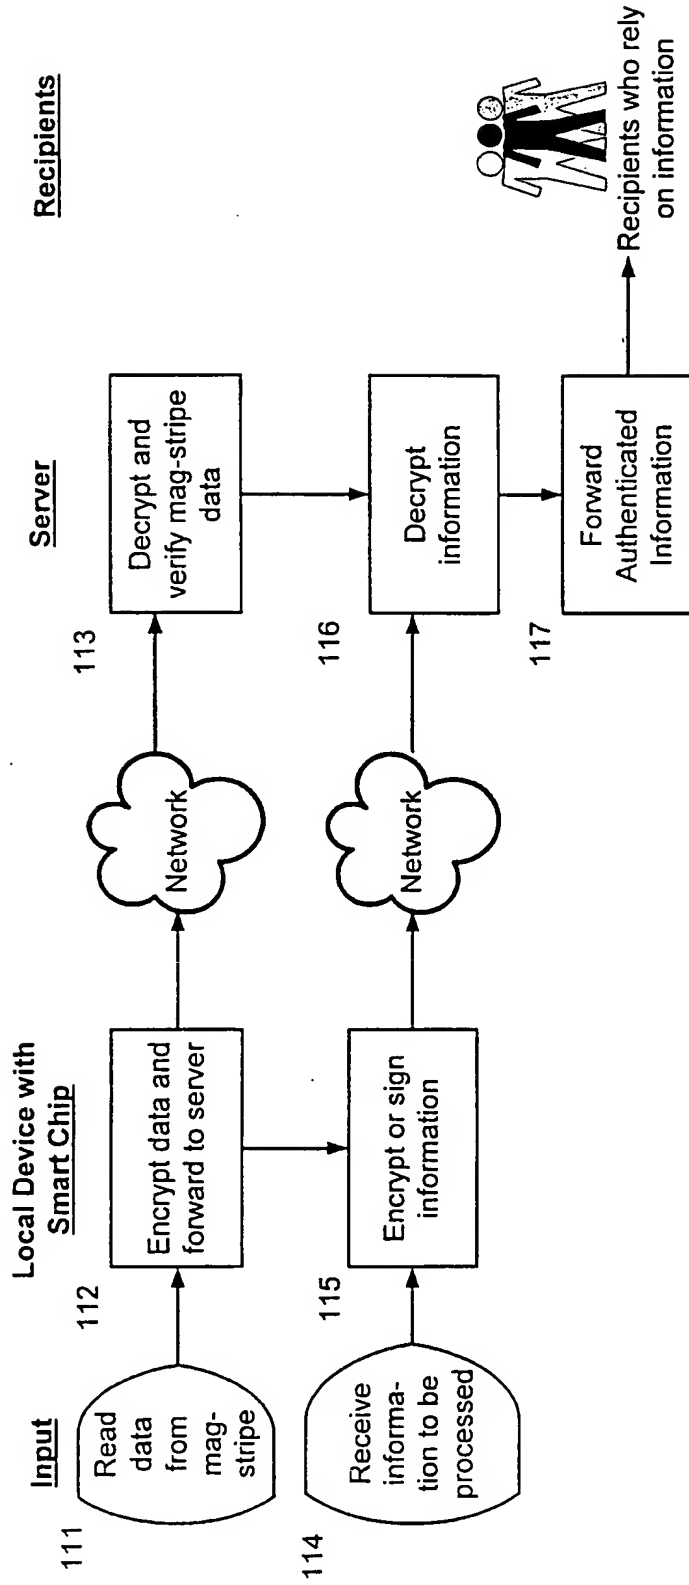 Input
Local Device with
Smart Chip
Server
Recipients
111
Read
data
from
mag-
stripe
112
Encrypt data and
forward to server
Network
113
Decrypt and
verify mag-stripe
data
114
Receive
informa-
tion to be
processed
115
Encrypt or sign
information
Network
116
Decrypt
information
117
Forward
Authenticated
Information
Recipients who rely
on information